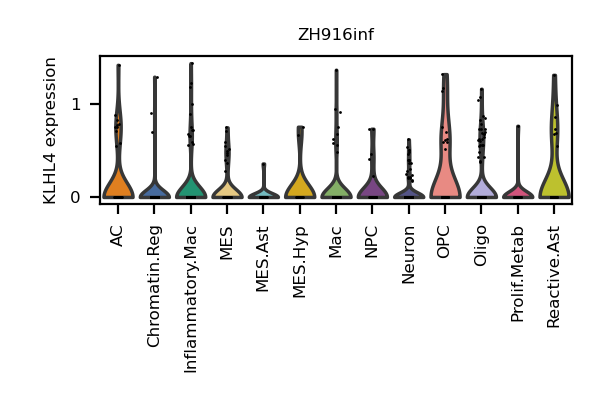 ZH916inf
KLHL4 expression
1
0
AC
Chromatin.Reg
Inflammatory.Mac
MES
MES.Ast
MES.Hyp
Mac
NPC
Neuron
OPC
Oligo
Prolif.Metab
Reactive.Ast